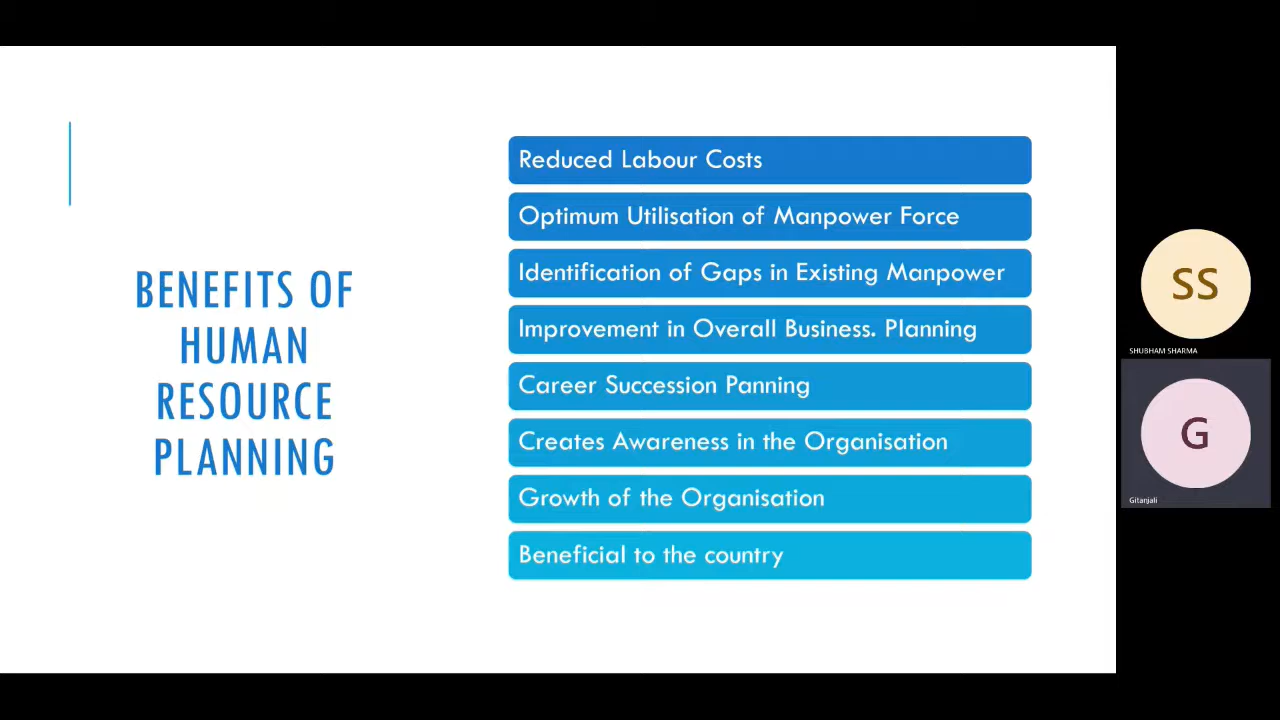 BENEFITS OF
HUMAN
RESOURCE
PLANNING
Reduced Labour Costs
Optimum Utilisation of Manpower Force
Identification of Gaps in Existing Manpower
Improvement in Overall Business. Planning
Career Succession Panning
Creates Awareness in the Organisation
Growth of the Organisation
Beneficial to the country
SS
SHUBHAM SHARMA
G
Gitanjali